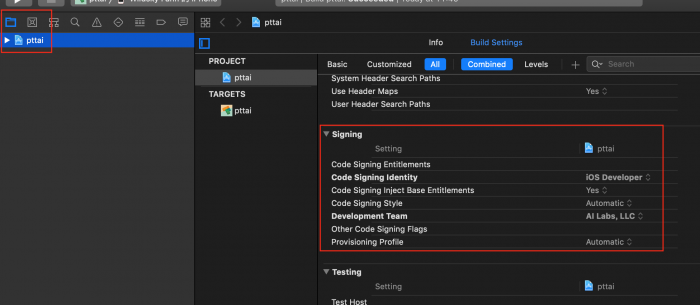 pttai
pttai
Info Build Settings
PROJECT
pttai
TARGETS
pttai
Basic Customized All Combined Levels + Search
System Header Search Paths
Use Header Maps Yes
User Header Search Paths
Signing
Setting pttai
Code Signing Entitlements
Code Signing Identity iOS Developer
Code Signing Inject Base Entitlements Yes
Code Signing Style Automatic
Development Team AI Labs, LLC
Other Code Signing Flags
Provisioning Profile Automatic
Testing
Setting pttai
Test Host